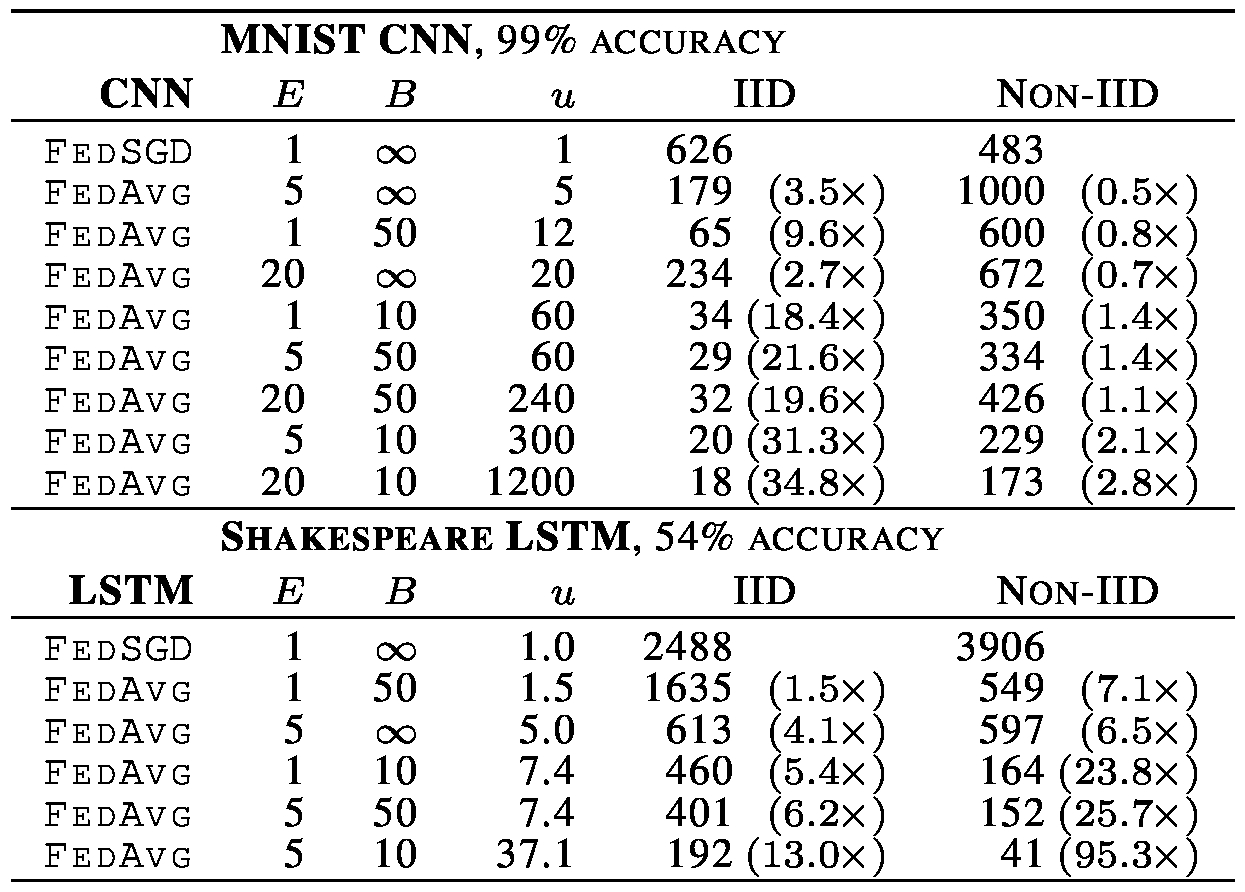 MNIST CNN, 99% ACCURACY
CNN E B u IID NON-IID
FEDSGD 1 ∞ 1 626 483
FEDAVG 5 ∞ 5 179 (3.5×) 1000 (0.5×)
FEDAVG 1 50 12 65 (9.6×) 600 (0.8×)
FEDAVG 20 ∞ 20 234 (2.7×) 672 (0.7×)
FEDAVG 1 10 60 34 (18.4×) 350 (1.4×)
FEDAVG 5 50 60 29 (21.6×) 334 (1.4×)
FEDAVG 20 50 240 32 (19.6×) 426 (1.1×)
FEDAVG 5 10 300 20 (31.3×) 229 (2.1×)
FEDAVG 20 10 1200 18 (34.8×) 173 (2.8×)
SHAKESPEARE LSTM, 54% ACCURACY
LSTM E B u IID NON-IID
FEDSGD 1 ∞ 1.0 2488 3906
FEDAVG 1 50 1.5 1635 (1.5×) 549 (7.1×)
FEDAVG 5 ∞ 5.0 613 (4.1×) 597 (6.5×)
FEDAVG 1 10 7.4 460 (5.4×) 164 (23.8×)
FEDAVG 5 50 7.4 401 (6.2×) 152 (25.7×)
FEDAVG 5 10 37.1 192 (13.0×) 41 (95.3×)